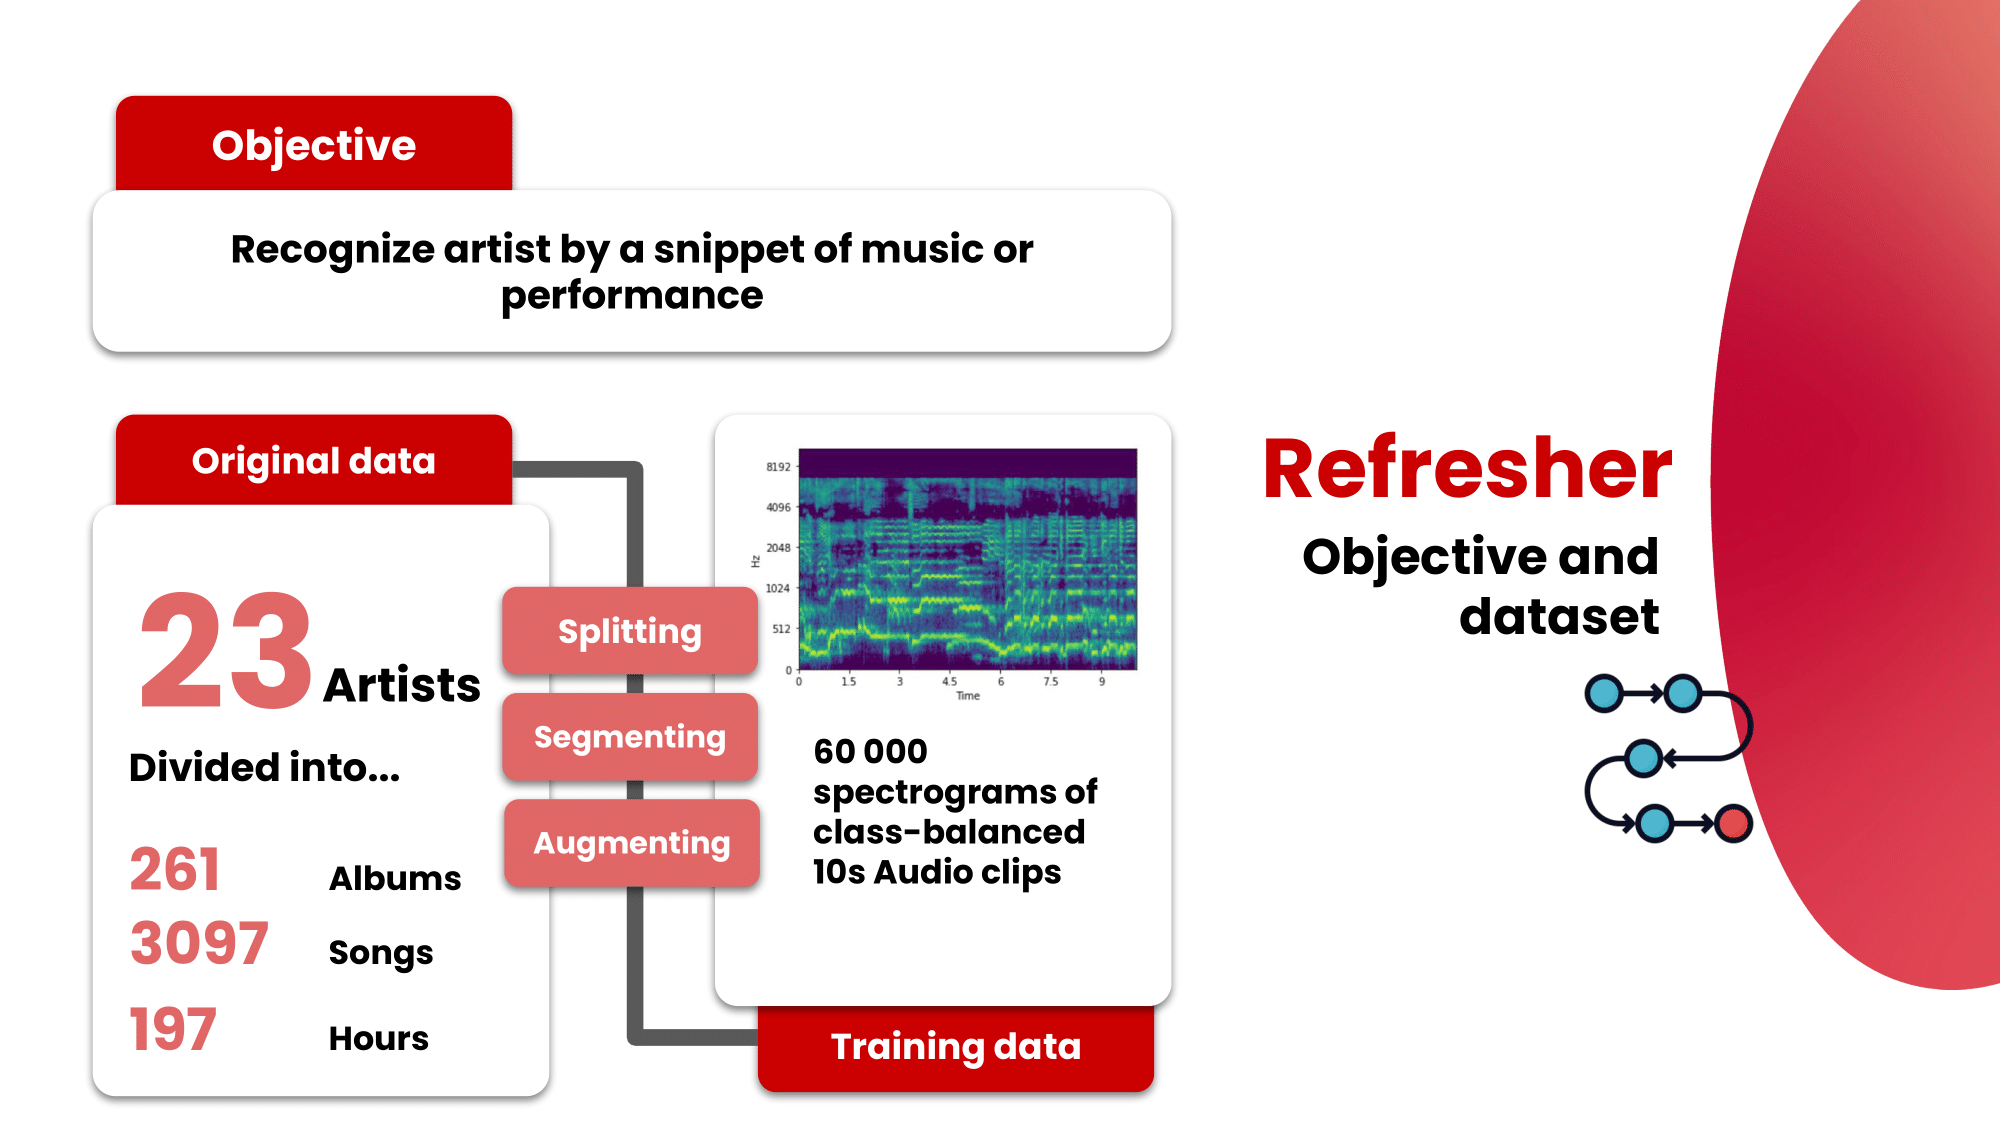 Objective
Recognize artist by a snippet of music or
performance
Original data
23 Artists
Divided into...
261 Albums
3097 Songs
197 Hours
Splitting
Segmenting
Augmenting
8192
4096
2048
1024
512
0
Hz
0 1.5 3 4.5 6 7.5 9
Time
60 000
spectrograms of
class-balanced
10s Audio clips
Training data
Refresher
Objective and
dataset